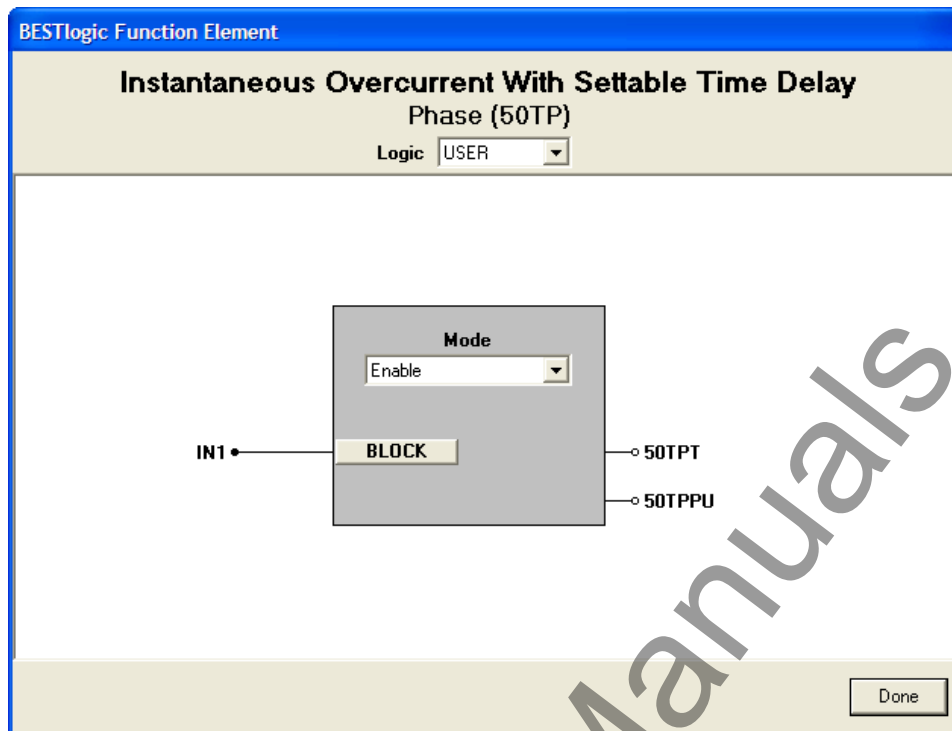 BESTlogic Function Element
Instantaneous Overcurrent With Settable Time Delay
Phase (50TP)
Logic USER
Mode
Enable
IN1
BLOCK
50TPT
50TPPU
Manuals
Done